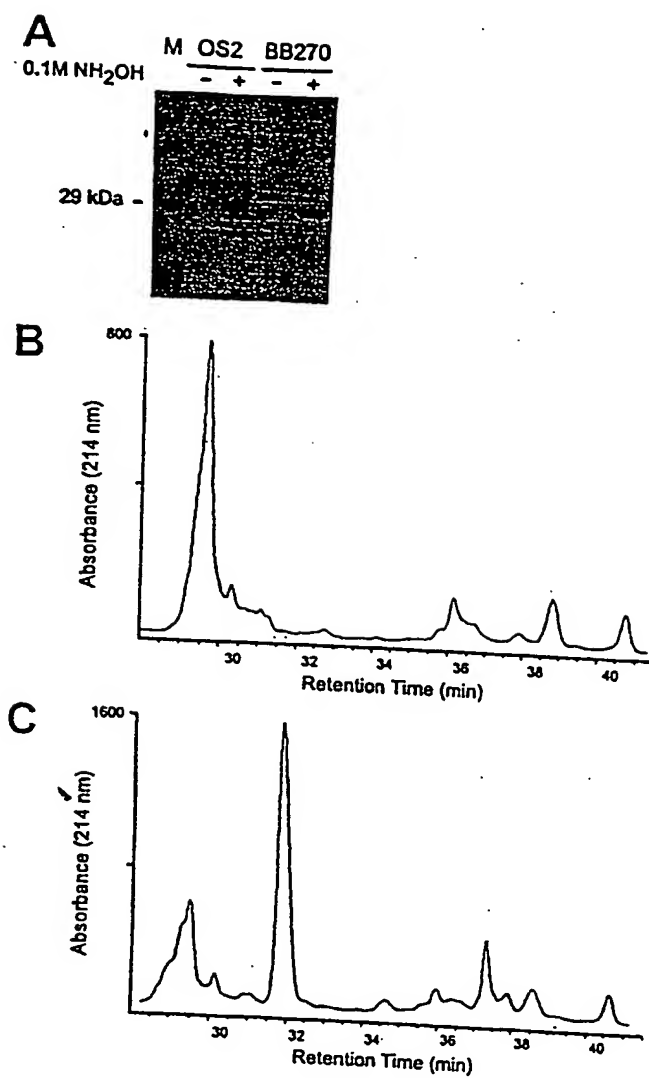 A
M OS2 BB270
0.1M NH₂OH - + - +
29 kDa -
B
800
Absorbance (214 nm)
30 32 34 36 38 40
Retention Time (min)
C
1600
Absorbance (214 nm)
30 32 34 36 38 40
Retention Time (min)